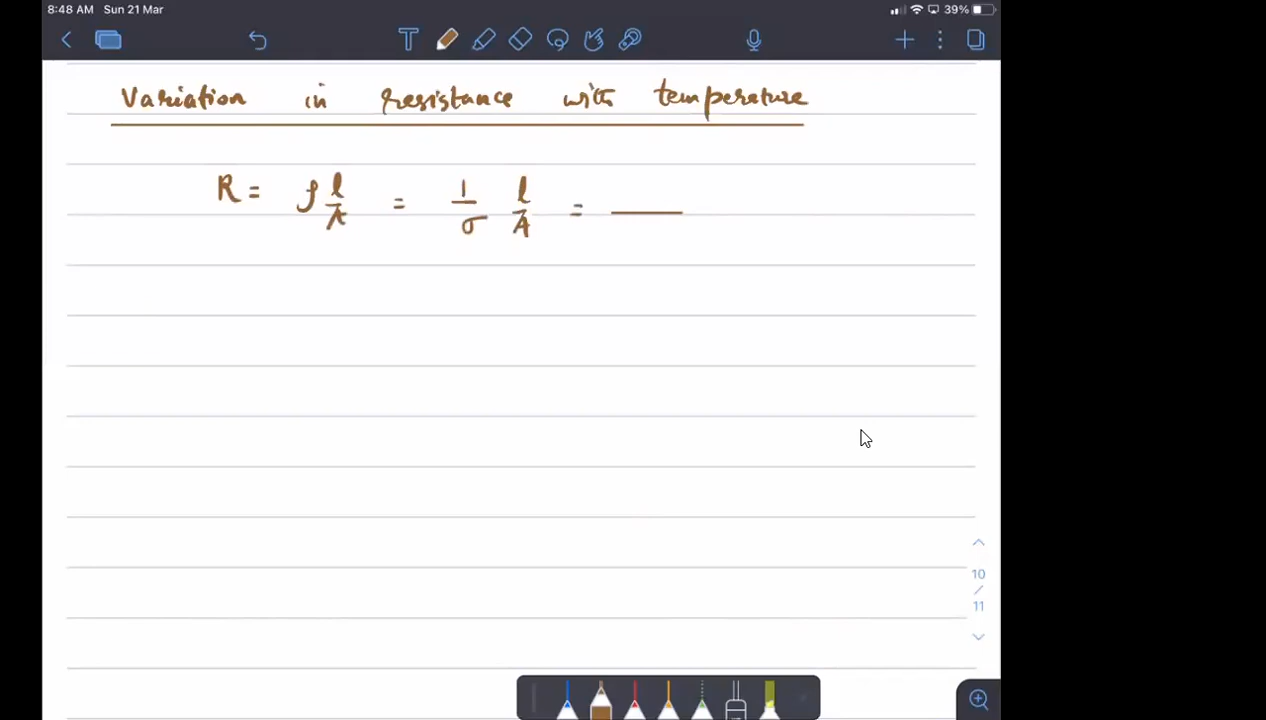 8:48 AM Sun 21 Mar 39%
T
Variation in resistance with temperature
R = ρ l/A = 1/σ l/A = ____
10
/
11